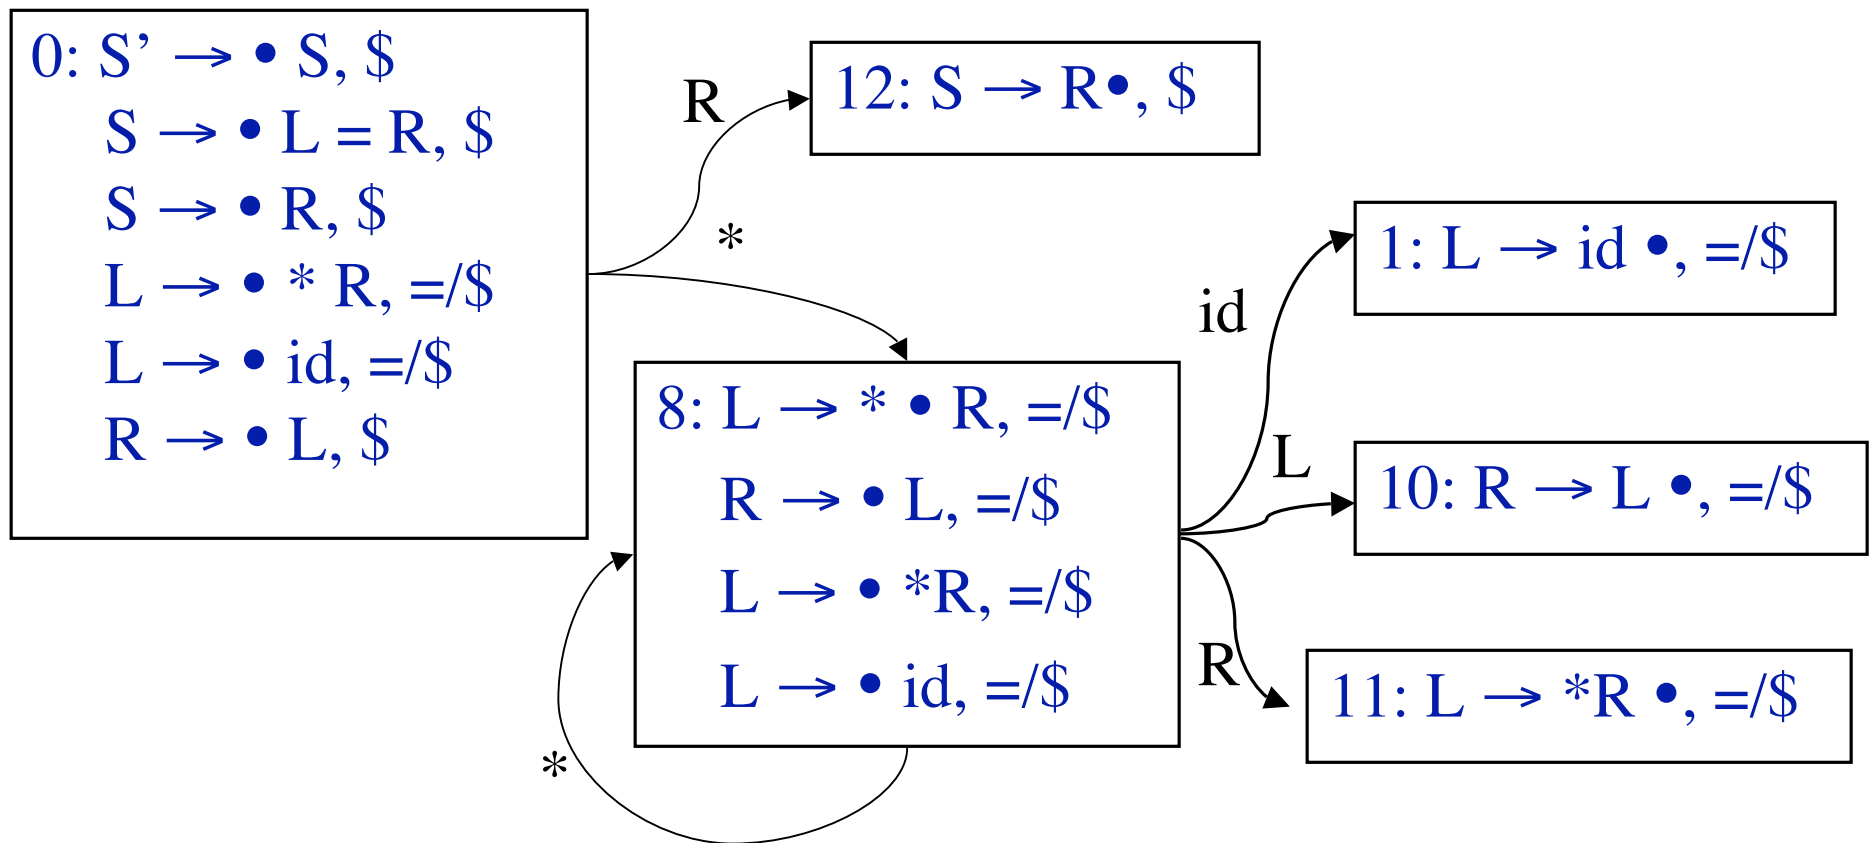 0: S’ → • S, $
S → • L = R, $
S → • R, $
L → • * R, =/$
L → • id, =/$
R → • L, $
R
12: S → R•, $
*
8: L → * • R, =/$
R → • L, =/$
L → • *R, =/$
L → • id, =/$
*
id
1: L → id •, =/$
L
10: R → L •, =/$
R
11: L → *R •, =/$